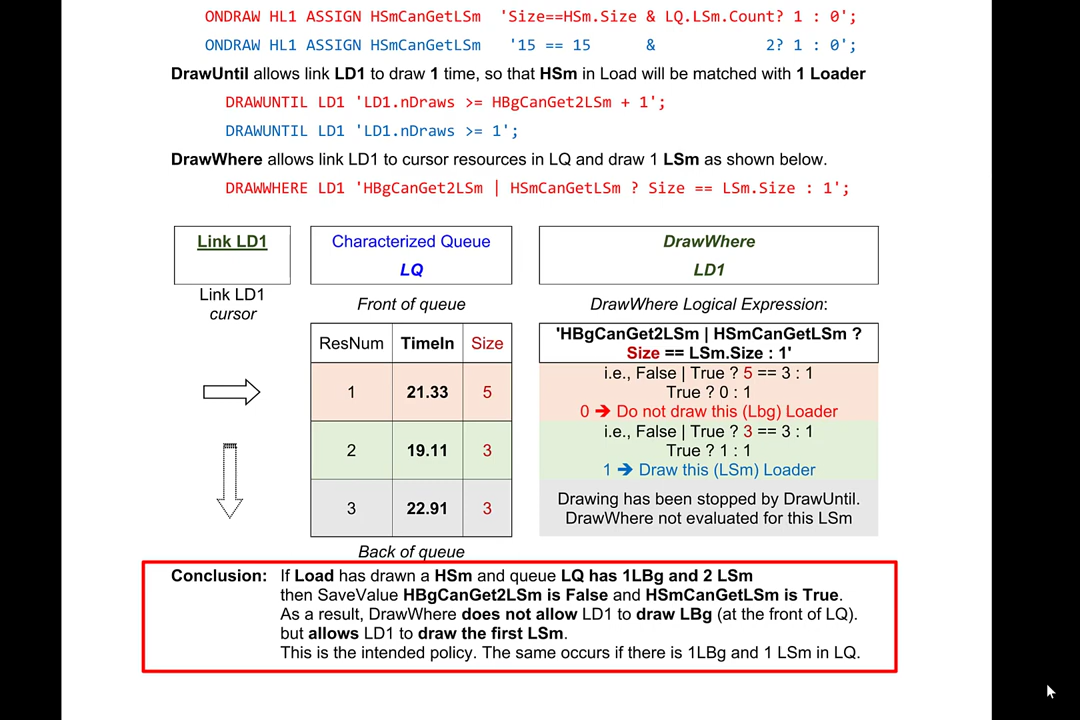 ONDRAW HL1 ASSIGN HSmCanGetLSm 'Size==HSm.Size & LQ.LSm.Count? 1 : 0';
ONDRAW HL1 ASSIGN HSmCanGetLSm '15 == 15 & 2? 1 : 0';
DrawUntil allows link LD1 to draw 1 time, so that HSm in Load will be matched with 1 Loader
DRAWUNTIL LD1 'LD1.nDraws >= HBgCanGet2LSm + 1';
DRAWUNTIL LD1 'LD1.nDraws >= 1';
DrawWhere allows link LD1 to cursor resources in LQ and draw 1 LSm as shown below.
DRAWWHERE LD1 'HBgCanGet2LSm | HSmCanGetLSm ? Size == LSm.Size : 1';
Link LD1
Link LD1
cursor
Characterized Queue
LQ
Front of queue
ResNum TimeIn Size
1 21.33 5
2 19.11 3
3 22.91 3
Back of queue
DrawWhere
LD1
DrawWhere Logical Expression:
'HBgCanGet2LSm | HSmCanGetLSm ?
Size == LSm.Size : 1'
i.e., False | True ? 5 == 3 : 1
True ? 0 : 1
0 ➔ Do not draw this (Lbg) Loader
i.e., False | True ? 3 == 3 : 1
True ? 1 : 1
1 ➔ Draw this (LSm) Loader
Drawing has been stopped by DrawUntil.
DrawWhere not evaluated for this LSm
Conclusion: If Load has drawn a HSm and queue LQ has 1LBg and 2 LSm
then SaveValue HBgCanGet2LSm is False and HSmCanGetLSm is True.
As a result, DrawWhere does not allow LD1 to draw LBg (at the front of LQ).
but allows LD1 to draw the first LSm.
This is the intended policy. The same occurs if there is 1LBg and 1 LSm in LQ.